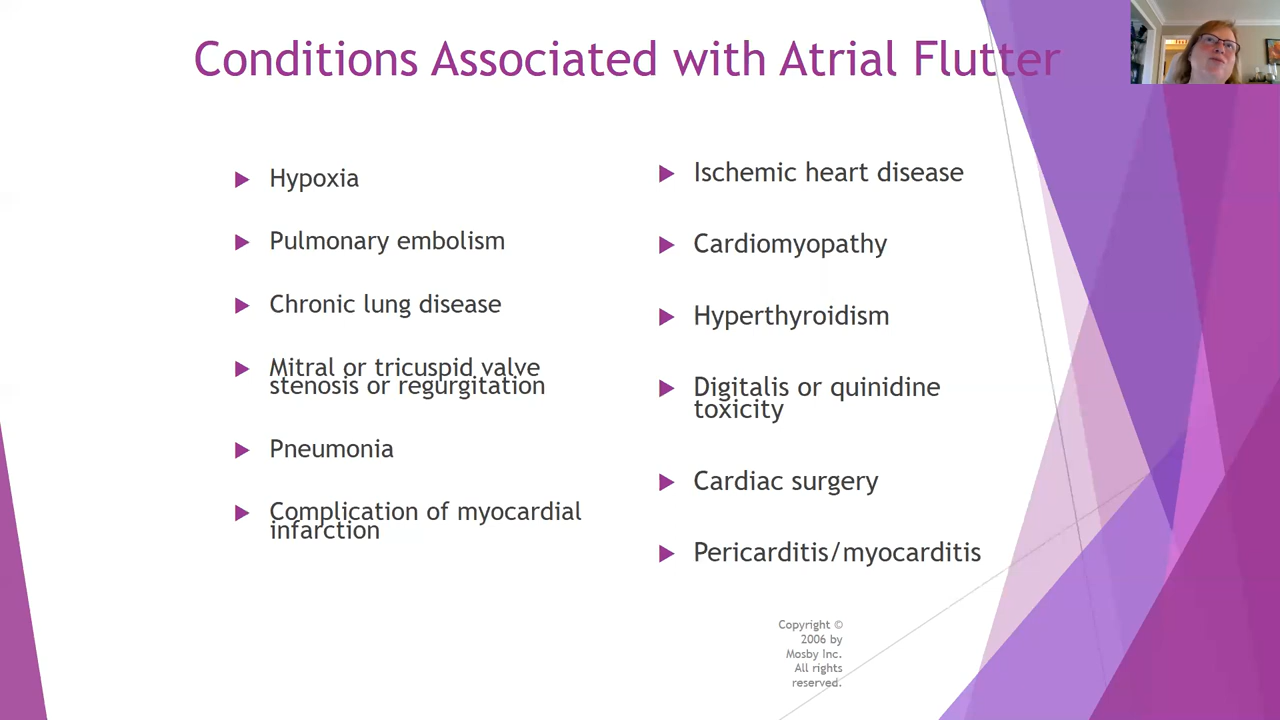 Conditions Associated with Atrial Flutter
Hypoxia
Pulmonary embolism
Chronic lung disease
Mitral or tricuspid valve
stenosis or regurgitation
Pneumonia
Complication of myocardial
infarction
Ischemic heart disease
Cardiomyopathy
Hyperthyroidism
Digitalis or quinidine
toxicity
Cardiac surgery
Pericarditis/myocarditis
Copyright ©
2006 by
Mosby Inc.
All rights
reserved.